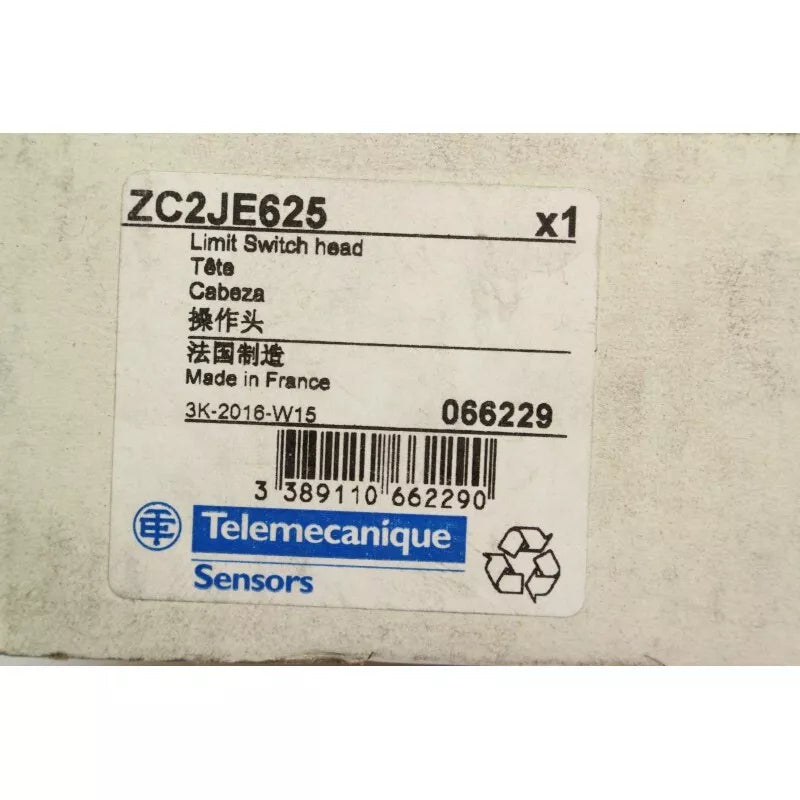 ZC2JE625 x1
Limit Switch head
Tête
Cabeza
操作头
法国制造
Made in France
3K-2016-W15 066229
3 389110 662290
Telemecanique
Sensors